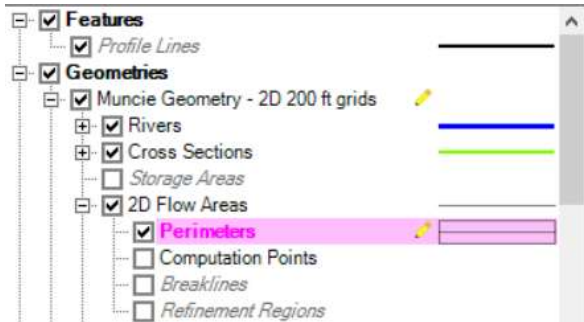 Features
Profile Lines
Geometries
Muncie Geometry - 2D 200 ft grids
Rivers
Cross Sections
Storage Areas
2D Flow Areas
Perimeters
Computation Points
Breaklines
Refinement Regions